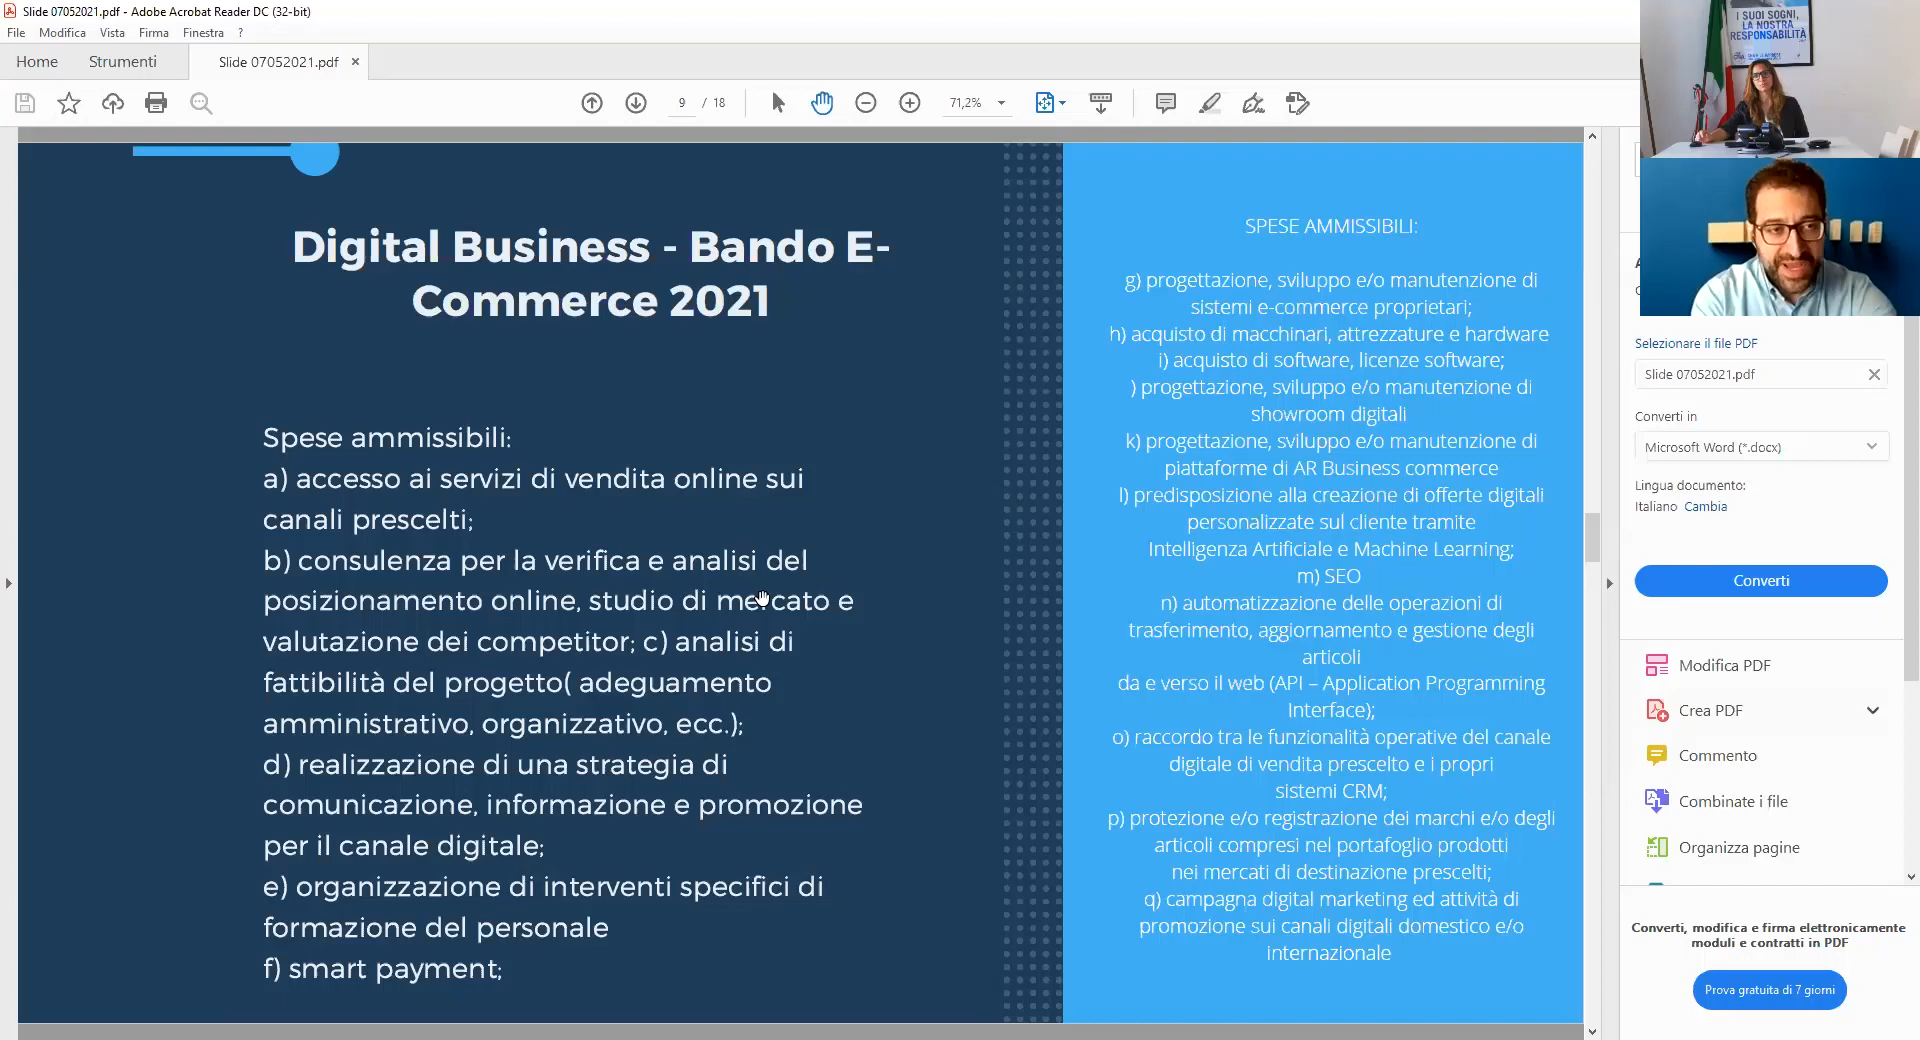 Slide 07052021.pdf - Adobe Acrobat Reader DC (32-bit)
File Modifica Vista Firma Finestra ?
Home Strumenti Slide 07052021.pdf ×
9 / 18 71,2%
I SUOI SOGNI,
LA NOSTRA
RESPONSABILITÀ
Digital Business - Bando E-
Commerce 2021
Spese ammissibili:
a) accesso ai servizi di vendita online sui
canali prescelti;
b) consulenza per la verifica e analisi del
posizionamento online, studio di mercato e
valutazione dei competitor; c) analisi di
fattibilità del progetto( adeguamento
amministrativo, organizzativo, ecc.);
d) realizzazione di una strategia di
comunicazione, informazione e promozione
per il canale digitale;
e) organizzazione di interventi specifici di
formazione del personale
f) smart payment;
SPESE AMMISSIBILI:
g) progettazione, sviluppo e/o manutenzione di
sistemi e-commerce proprietari;
h) acquisto di macchinari, attrezzature e hardware
i) acquisto di software, licenze software;
) progettazione, sviluppo e/o manutenzione di
showroom digitali
k) progettazione, sviluppo e/o manutenzione di
piattaforme di AR Business commerce
l) predisposizione alla creazione di offerte digitali
personalizzate sul cliente tramite
Intelligenza Artificiale e Machine Learning;
m) SEO
n) automatizzazione delle operazioni di
trasferimento, aggiornamento e gestione degli
articoli
da e verso il web (API – Application Programming
Interface);
o) raccordo tra le funzionalità operative del canale
digitale di vendita prescelto e i propri
sistemi CRM;
p) protezione e/o registrazione dei marchi e/o degli
articoli compresi nel portafoglio prodotti
nei mercati di destinazione prescelti;
q) campagna digital marketing ed attività di
promozione sui canali digitali domestico e/o
internazionale
Selezionare il file PDF
Slide 07052021.pdf
Converti in
Microsoft Word (*.docx)
Lingua documento:
Italiano Cambia
Converti
Modifica PDF
Crea PDF
Commento
Combinate i file
Organizza pagine
Converti, modifica e firma elettronicamente
moduli e contratti in PDF
Prova gratuita di 7 giorni